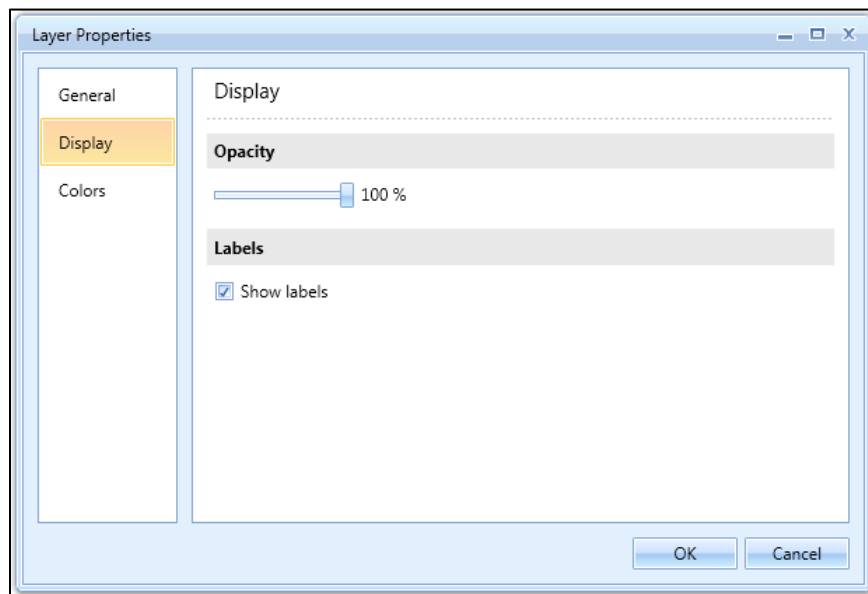 Layer Properties
General
Display
Colors
Display
Opacity
100 %
Labels
Show labels
OK
Cancel